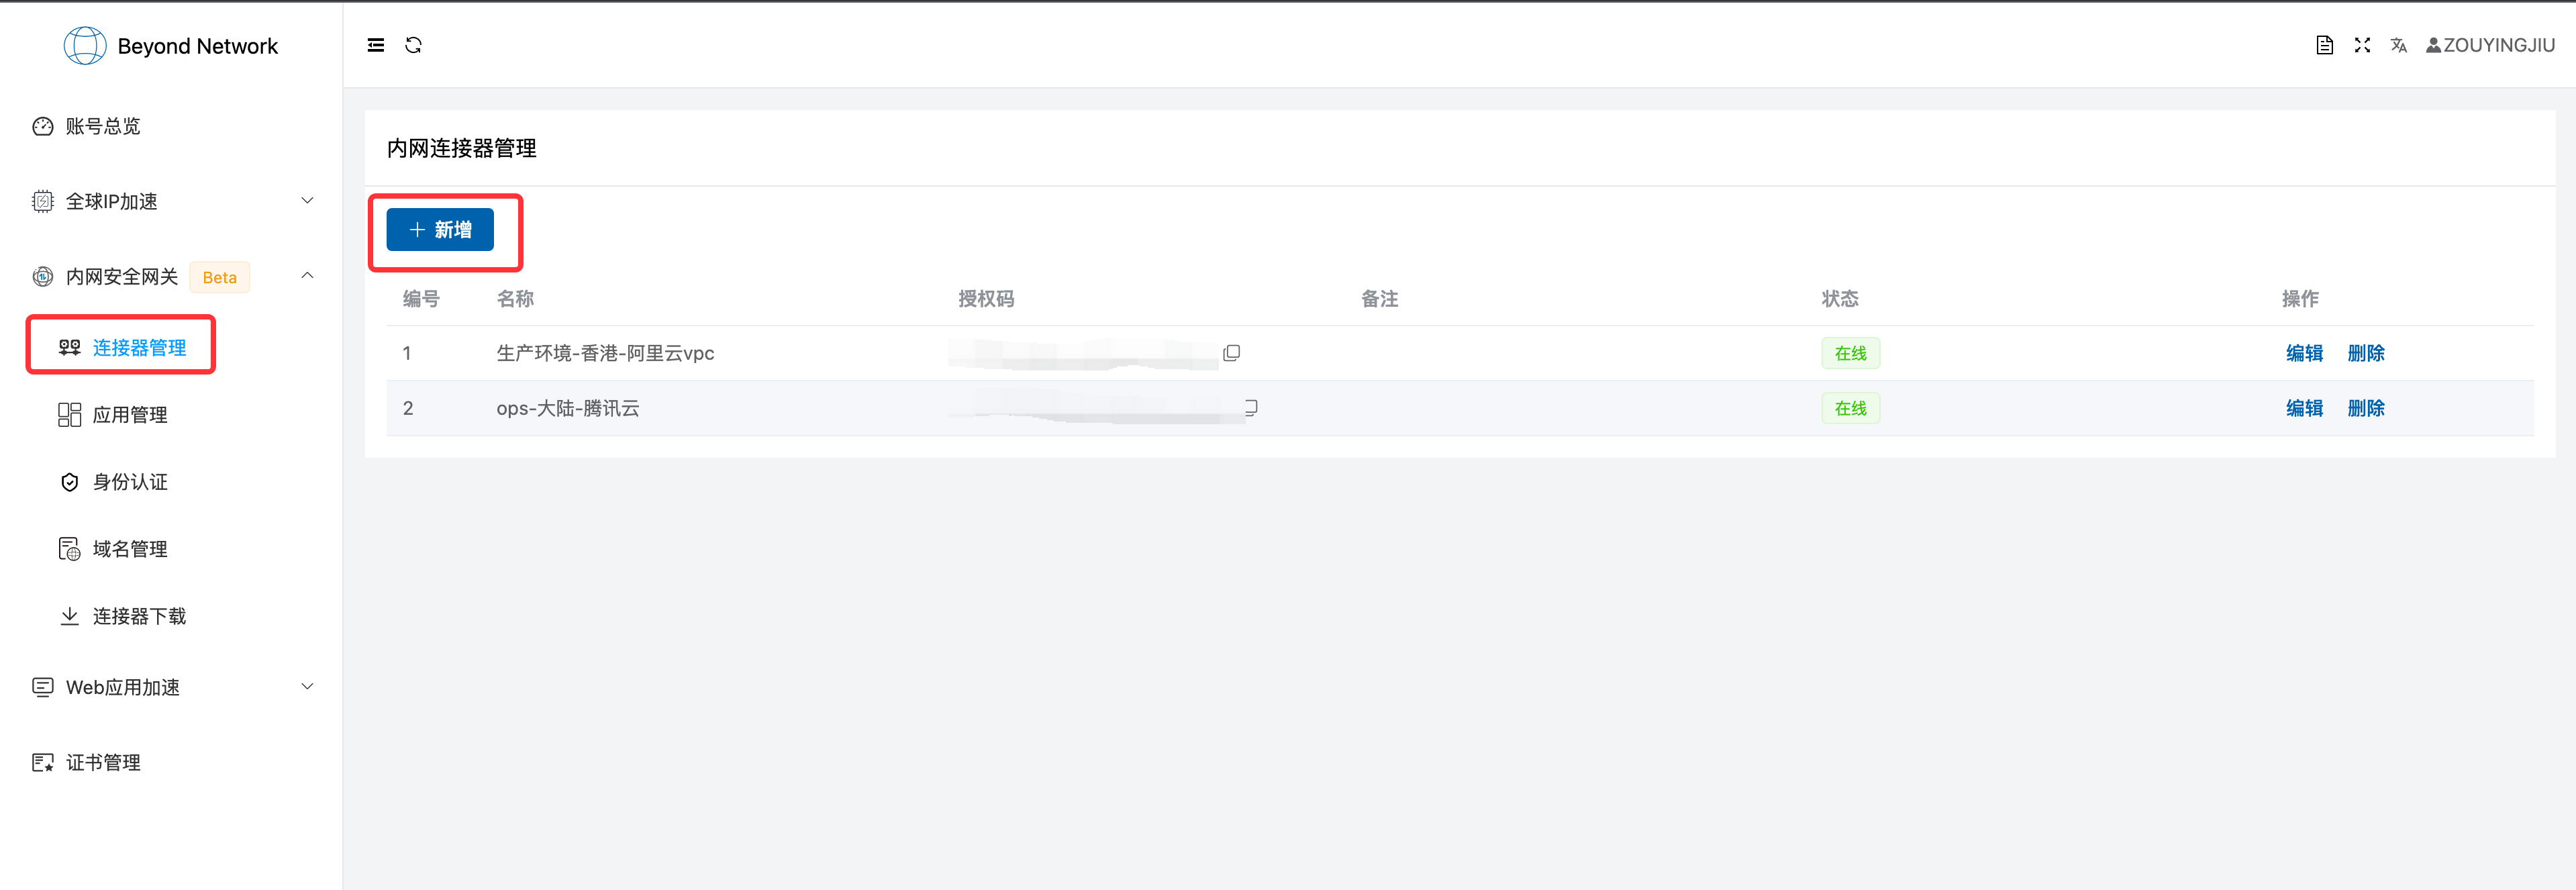 Beyond Network
ZOUYINGJIU
账号总览
全球IP加速
内网安全网关 Beta
连接器管理
应用管理
身份认证
域名管理
连接器下载
Web应用加速
证书管理
内网连接器管理
新增
编号 名称 授权码 备注 状态 操作
1 生产环境-香港-阿里云vpc 在线 编辑 删除
2 ops-大陆-腾讯云 在线 编辑 删除